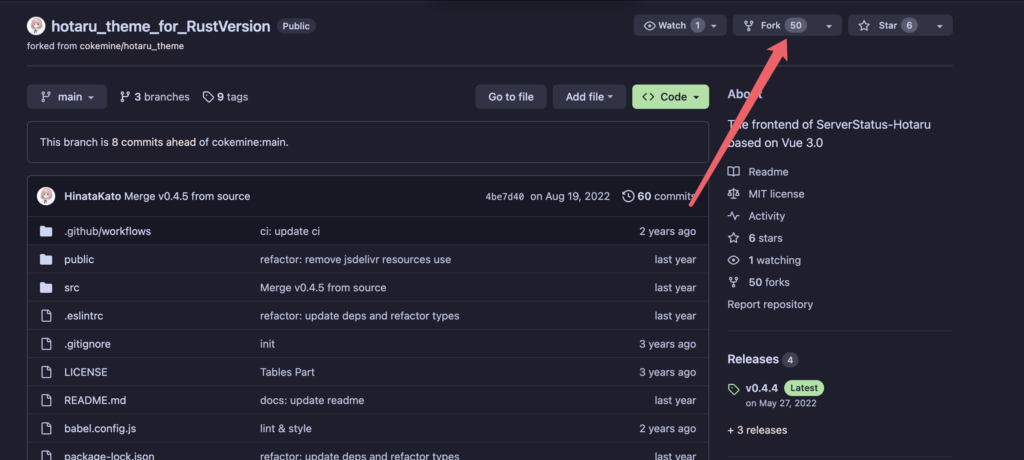 hotaru_theme_for_RustVersion Public
Watch 1
Fork 50
Star 6
forked from cokemine/hotaru_theme
main
3 branches
9 tags
Go to file
Add file
<> Code
This branch is 8 commits ahead of cokemine:main.
HinataKato Merge v0.4.5 from source
4be7d40 on Aug 19, 2022
60 commits
.github/workflows ci: update ci 2 years ago
public refactor: remove jsdelivr resources use last year
src Merge v0.4.5 from source last year
.eslintrc refactor: update deps and refactor types last year
.gitignore init 3 years ago
LICENSE Tables Part 3 years ago
README.md docs: update readme last year
babel.config.js lint & style 2 years ago
package-lock.json refactor: update deps and refactor types last year
About
The frontend of ServerStatus-Hotaru
based on Vue 3.0
Readme
MIT license
Activity
6 stars
1 watching
50 forks
Report repository
Releases 4
v0.4.4 Latest
on May 27, 2022
+ 3 releases